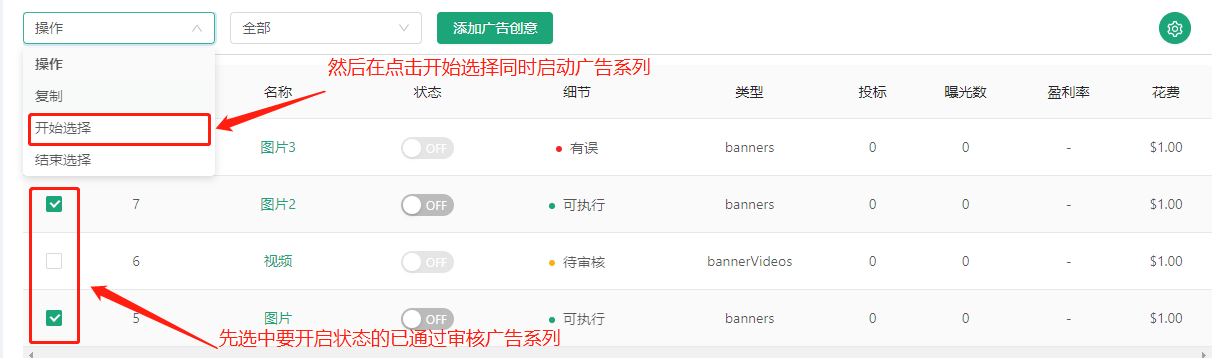 操作 全部 添加广告创意
操作
然后在点击开始选择同时启动广告系列
复制
名称 状态 细节 类型 投标 曝光数 盈利率 花费
开始选择
图片3 OFF 有误 banners 0 0 - $1.00
结束选择
7 图片2 OFF 可执行 banners 0 0 - $1.00
6 视频 OFF 待审核 bannerVideos 0 0 - $1.00
5 图片 OFF 可执行 banners 0 0 - $1.00
先选中要开启状态的已通过审核广告系列